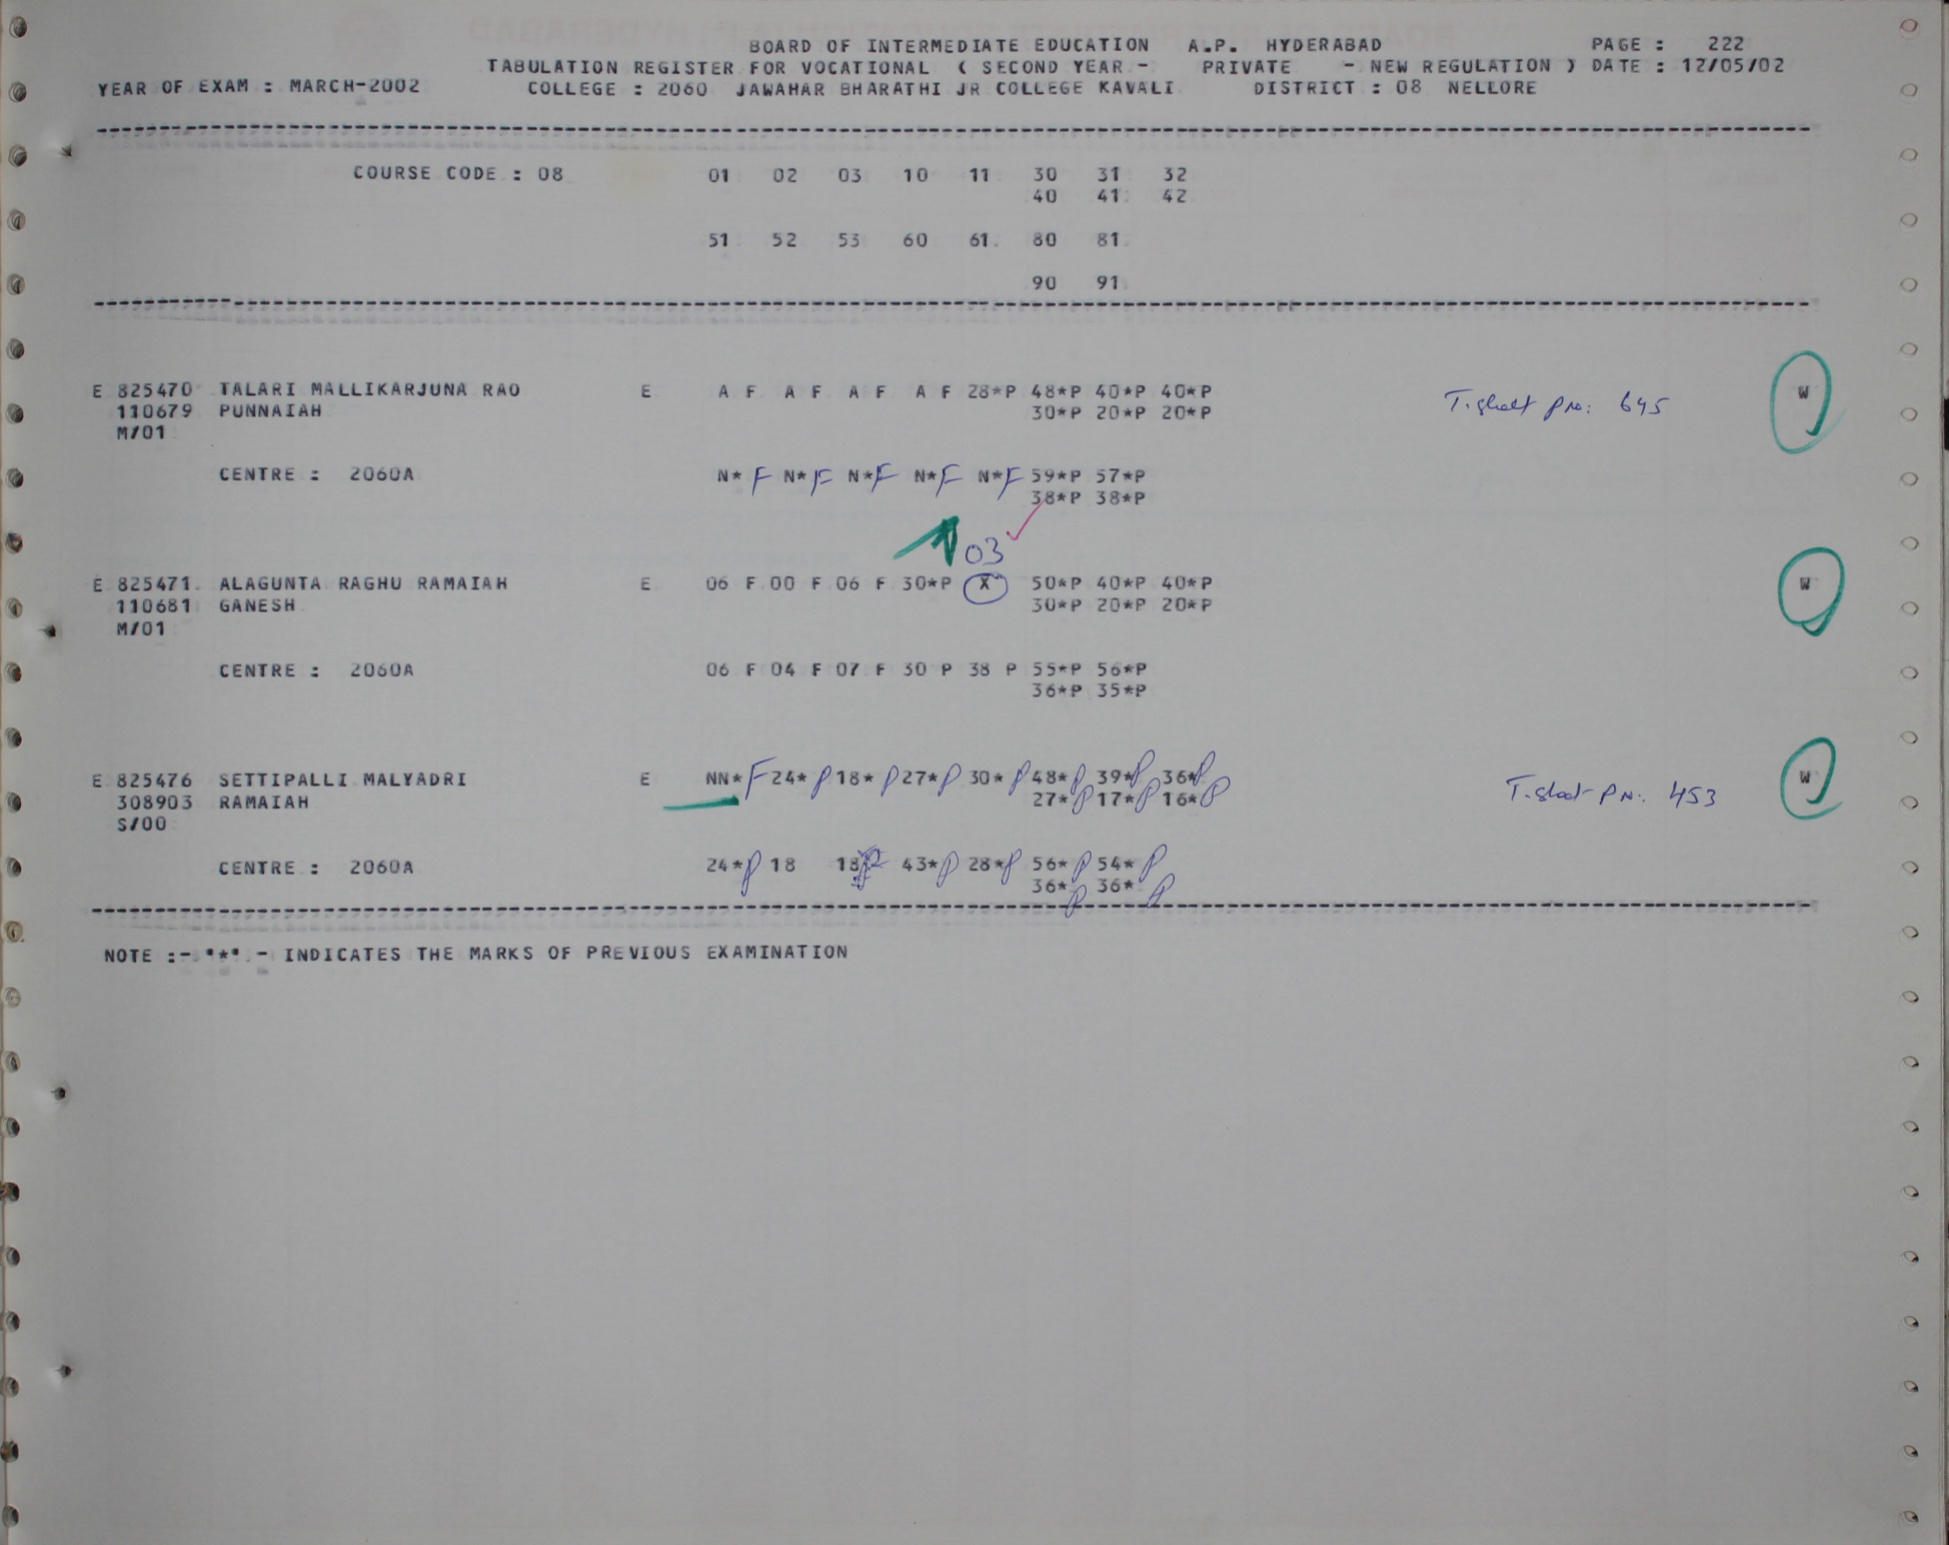 BOARD OF INTERMEDIATE EDUCATION A.P. HYDERABAD PAGE : 222
TABULATION REGISTER FOR VOCATIONAL ( SECOND YEAR - PRIVATE - NEW REGULATION ) DATE : 12/05/02
YEAR OF EXAM : MARCH-2002 COLLEGE : 2060 JAWAHAR BHARATHI JR COLLEGE KAVALI DISTRICT : 08 NELLORE
COURSE CODE : 08 01 02 03 10 11 30 31 32
40 41 42
51 52 53 60 61 80 81
90 91
E 825470 TALARI MALLIKARJUNA RAO E A F A F A F A F 28*P 48*P 40*P 40*P T.sheet P No: 645 W
110679 PUNNAIAH 30*P 20*P 20*P
M/01
CENTRE : 2060A N* F N* F N* F N* F N* F 59*P 57*P
38*P 38*P
03
E 825471 ALAGUNTA RAGHU RAMAIAH E 06 F 00 F 06 F 30*P X 50*P 40*P 40*P W
110681 GANESH 30*P 20*P 20*P
M/01
CENTRE : 2060A 06 F 04 F 07 F 30 P 38 P 55*P 56*P
36*P 35*P
E 825476 SETTIPALLI MALYADRI E NN* F 24* P 18* P 27* P 30* P 48* P 39* P 36* P T.sheet P No: 453 W
308903 RAMAIAH 27* P 17* P 16* P
S/00
CENTRE : 2060A 24* P 18 18 43* P 28* P 56* P 54* P
36* P 36* P
NOTE :- "*" - INDICATES THE MARKS OF PREVIOUS EXAMINATION